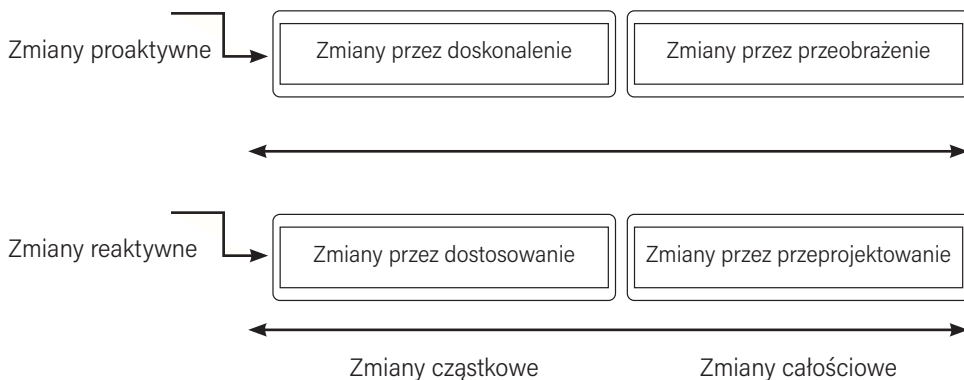 Zmiany proaktywne
Zmiany przez doskonalenie
Zmiany przez przeobrażenie
Zmiany reaktywne
Zmiany przez dostosowanie
Zmiany przez przeprojektowanie
Zmiany cząstkowe
Zmiany całościowe